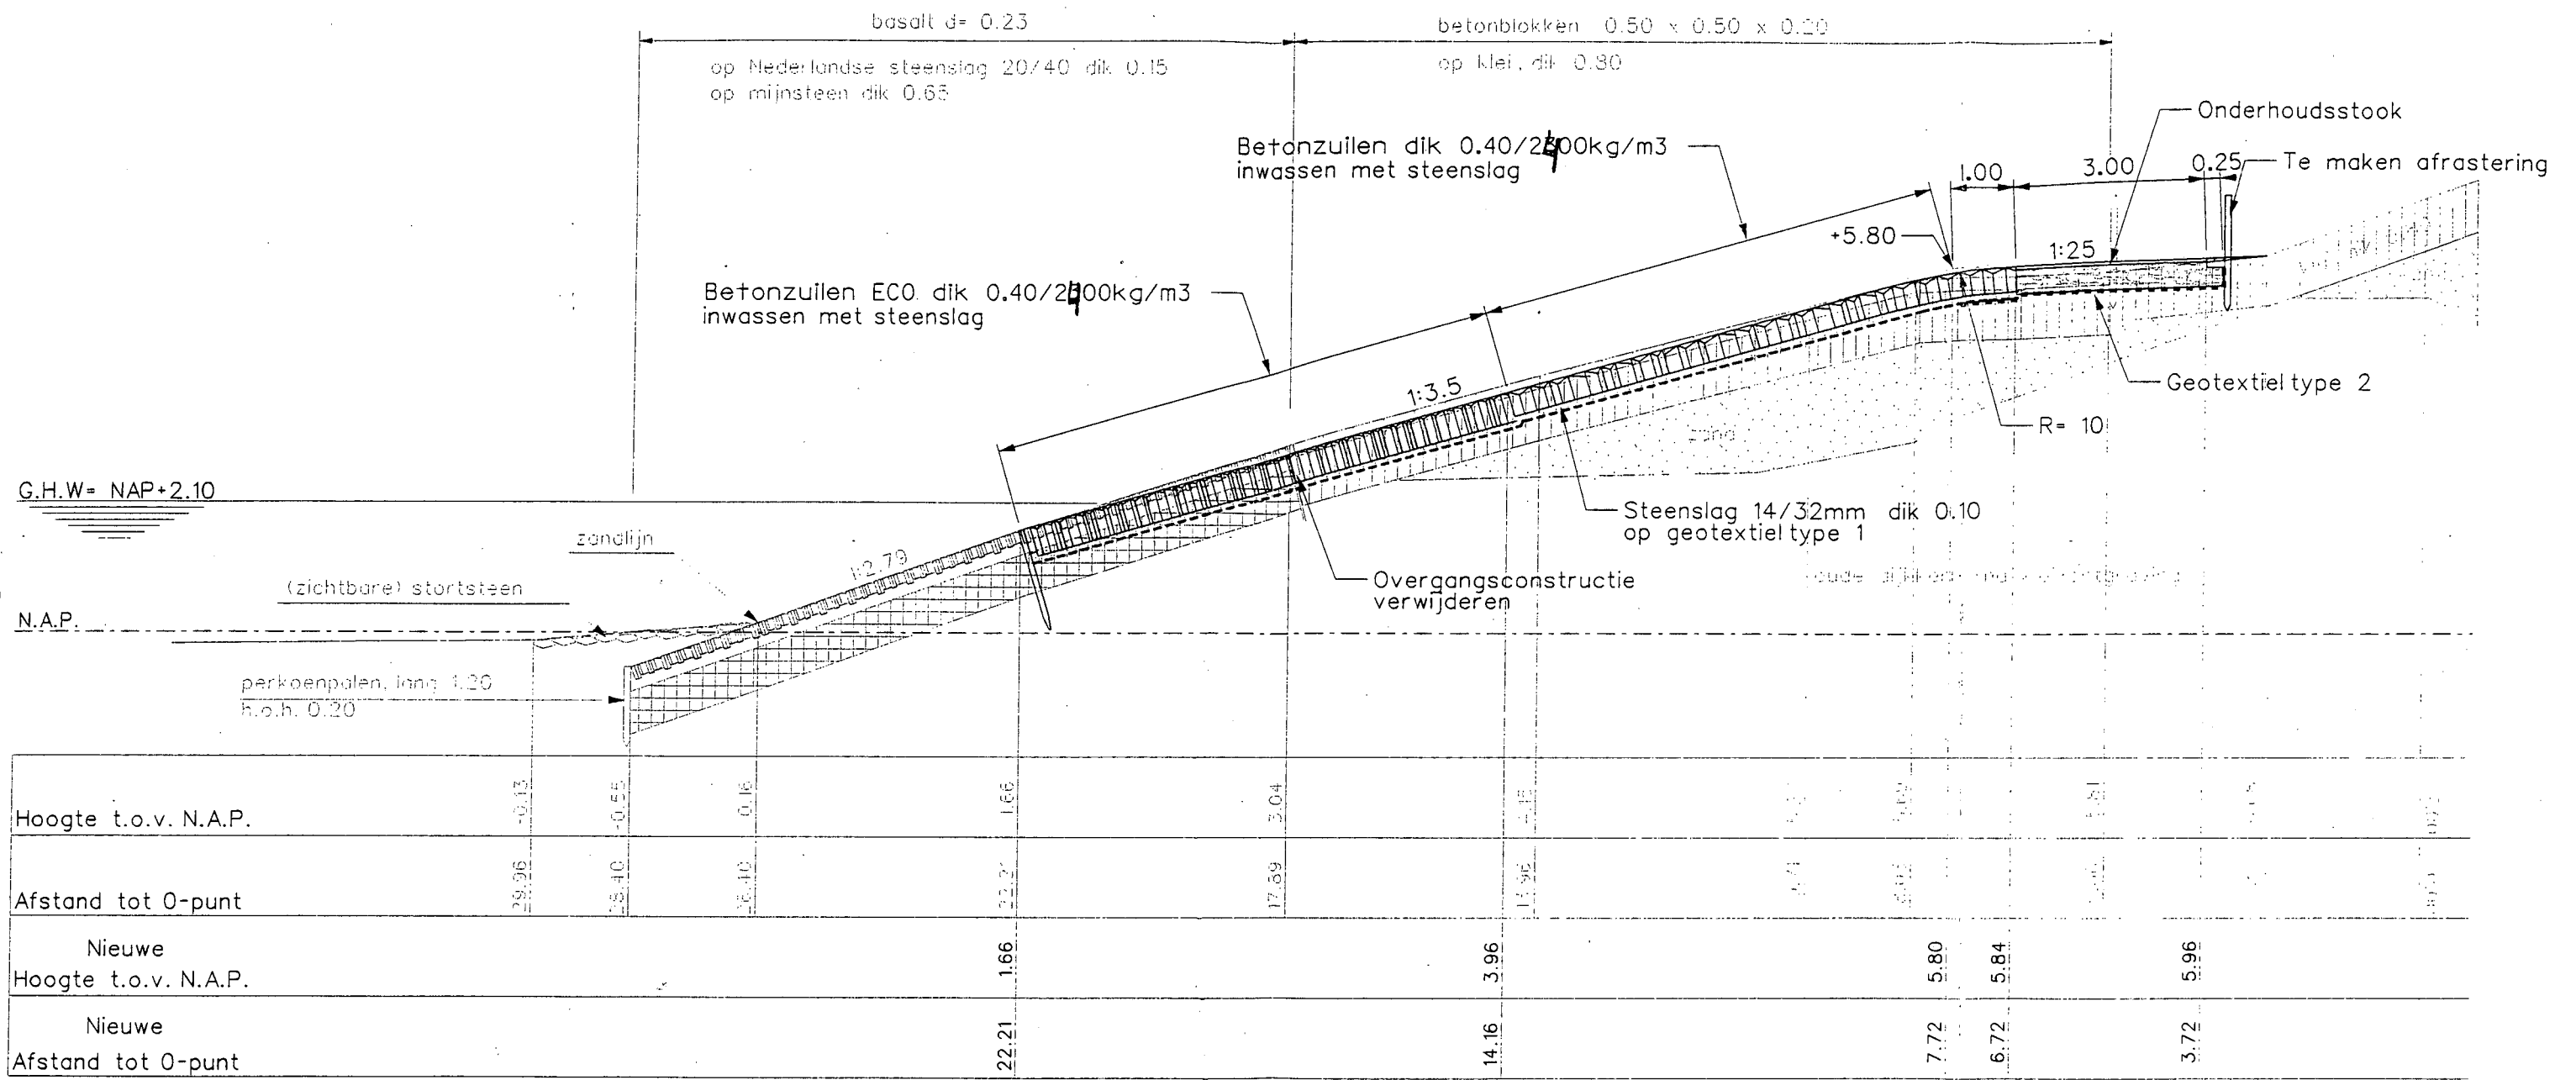 basalt d= 0.23
betonblokken 0.50 x 0.50 x 0.20
op Nederlandse steenslag 20/40 dik 0.15
op mijnsteen dik 0.65
op klei, dik 0.80
Onderhoudsstook
Betonzuilen dik 0.40/2400kg/m3
inwassen met steenslag
1.00
3.00
0.25
Te maken afrastering
+5.80
1:25
Betonzuilen ECO. dik 0.40/2100kg/m3
inwassen met steenslag
1:3.5
Geotextiel type 2
R= 10
zand
G.H.W= NAP+2.10
Steenslag 14/32mm dik 0.10
op geotextiel type 1
zandlijn
1:2.79
Overgangsconstructie
verwijderen
(zichtbare) stortsteen
N.A.P.
perkoenpalen, lang 1.20
h.o.h. 0.20
Hoogte t.o.v. N.A.P.
-0.13
-0.55
0.16
1.66
3.04
Afstand tot 0-punt
29.96
28.40
26.40
22.21
17.89
13.96
Nieuwe
Hoogte t.o.v. N.A.P.
1.66
3.96
5.80
5.84
5.96
Nieuwe
Afstand tot 0-punt
22.21
14.16
7.72
6.72
3.72